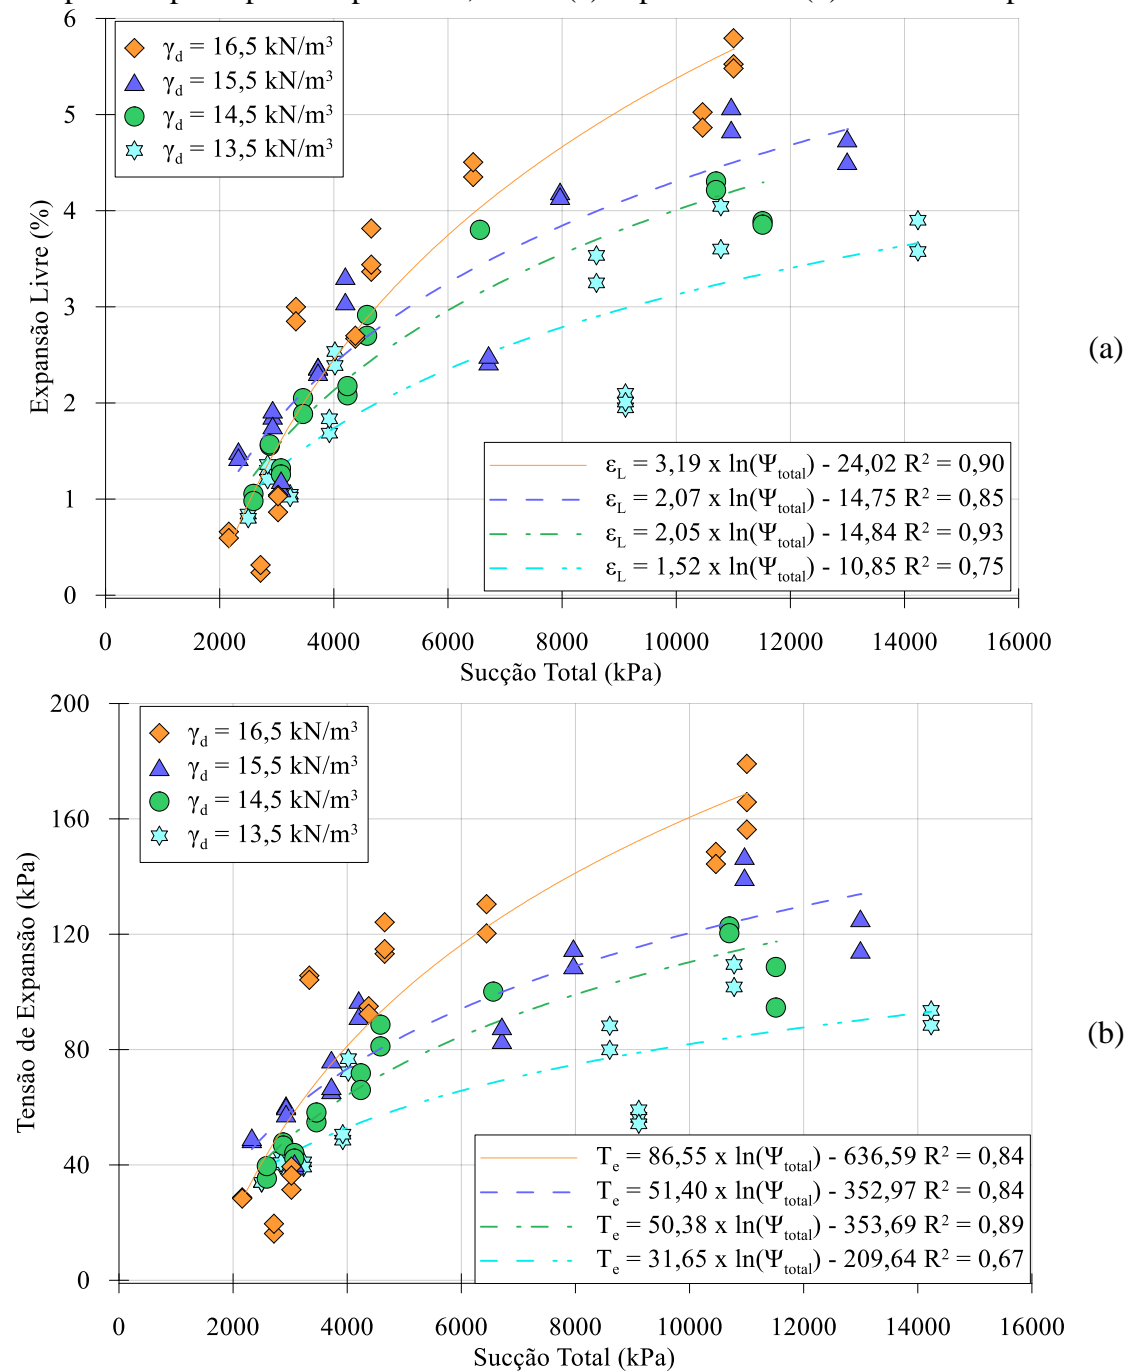 6
γd = 16,5 kN/m³
γd = 15,5 kN/m³
γd = 14,5 kN/m³
γd = 13,5 kN/m³
5
4
3
2
1
0
Expansão Livre (%)
(a)
εL = 3,19 x ln(Ψtotal) - 24,02 R² = 0,90
εL = 2,07 x ln(Ψtotal) - 14,75 R² = 0,85
εL = 2,05 x ln(Ψtotal) - 14,84 R² = 0,93
εL = 1,52 x ln(Ψtotal) - 10,85 R² = 0,75
0 2000 4000 6000 8000 10000 12000 14000 16000
Sucção Total (kPa)
200
γd = 16,5 kN/m³
γd = 15,5 kN/m³
γd = 14,5 kN/m³
γd = 13,5 kN/m³
160
120
80
40
0
Tensão de Expansão (kPa)
(b)
Te = 86,55 x ln(Ψtotal) - 636,59 R² = 0,84
Te = 51,40 x ln(Ψtotal) - 352,97 R² = 0,84
Te = 50,38 x ln(Ψtotal) - 353,69 R² = 0,89
Te = 31,65 x ln(Ψtotal) - 209,64 R² = 0,67
0 2000 4000 6000 8000 10000 12000 14000 16000
Sucção Total (kPa)